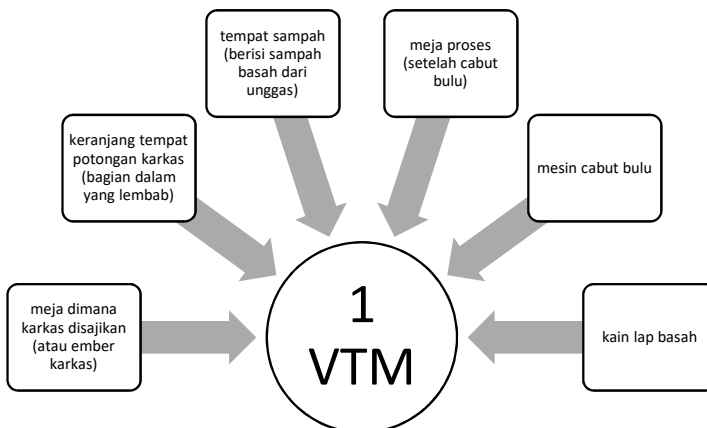 tempat sampah
(berisi sampah
basah dari
unggas)
meja proses
(setelah cabut
bulu)
keranjang tempat
potongan karkas
(bagian dalam
yang lembab)
mesin cabut bulu
meja dimana
karkas disajikan
(atau ember
karkas)
1
VTM
kain lap basah